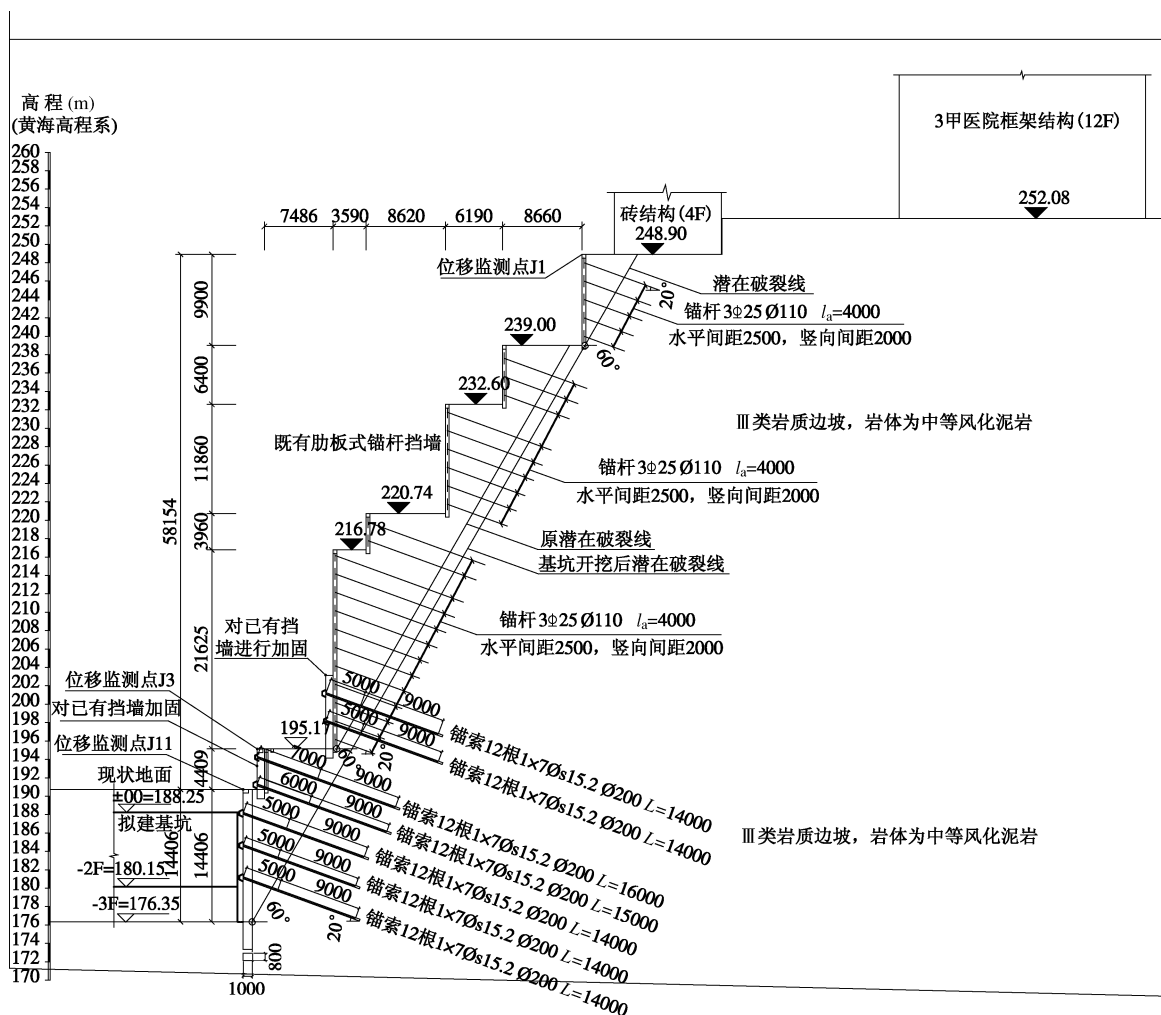 高 程 (m)
(黄海高程系)
260
258
256
254
252
250
248
246
244
242
240
238
236
234
232
230
228
226
224
222
220
218
216
214
212
210
208
206
204
202
200
198
196
194
192
190
188
186
184
182
180
178
176
174
172
170
3甲医院框架结构(12F)
252.08
砖结构(4F)
248.90
7486
3590
8620
6190
8660
位移监测点J1
潜在破裂线
20°
锚杆3Φ25 Ø110 la=4000
水平间距2500，竖向间距2000
60°
239.00
232.60
Ⅲ类岩质边坡，岩体为中等风化泥岩
既有肋板式锚杆挡墙
锚杆3Φ25 Ø110 la=4000
水平间距2500，竖向间距2000
220.74
216.78
原潜在破裂线
基坑开挖后潜在破裂线
锚杆3Φ25 Ø110 la=4000
水平间距2500，竖向间距2000
9900
6400
11860
3960
21625
4409
14406
58154
14406
对已有挡
墙进行加固
位移监测点J3
对已有挡墙加固
位移监测点J11
195.17
现状地面
±00=188.25
拟建基坑
-2F=180.15
-3F=176.35
5000
9000
5000
9000
7000
9000
6000
9000
5000
9000
5000
9000
5000
9000
60°
20°
60°
20°
锚索12根1×7Øs15.2 Ø200 L=14000
锚索12根1×7Øs15.2 Ø200 L=14000
锚索12根1×7Øs15.2 Ø200 L=16000
锚索12根1×7Øs15.2 Ø200 L=15000
锚索12根1×7Øs15.2 Ø200 L=14000
锚索12根1×7Øs15.2 Ø200 L=14000
锚索12根1×7Øs15.2 Ø200 L=14000
Ⅲ类岩质边坡，岩体为中等风化泥岩
800
1000